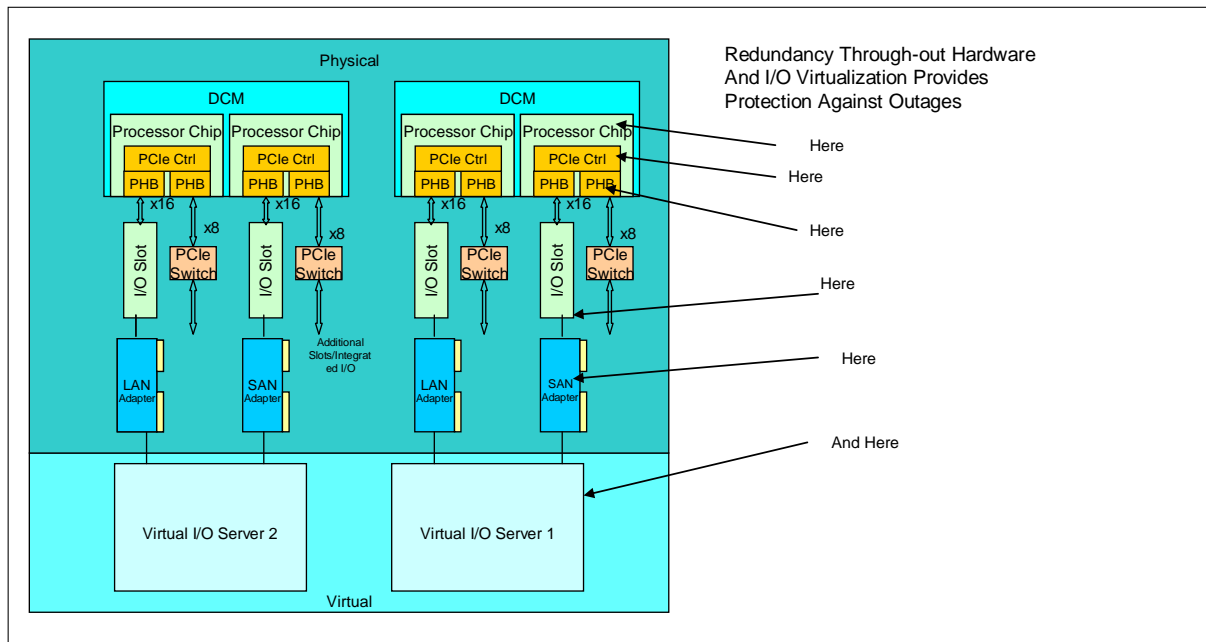 Physical
Redundancy Through-out Hardware
And I/O Virtualization Provides
Protection Against Outages
DCM
DCM
Processor Chip
Processor Chip
Processor Chip
Processor Chip
Here
PCIe Ctrl
PCIe Ctrl
PCIe Ctrl
PCIe Ctrl
Here
PHB
PHB
PHB
PHB
PHB
PHB
PHB
PHB
x16
x16
x16
x16
Here
x8
x8
x8
x8
I/O Slot
PCIe
Switch
I/O Slot
PCIe
Switch
I/O Slot
PCIe
Switch
I/O Slot
PCIe
Switch
Here
Additional
Slots/Integrat
ed I/O
Here
LAN
Adapter
SAN
Adapter
LAN
Adapter
SAN
Adapter
And Here
Virtual I/O Server 2
Virtual I/O Server 1
Virtual